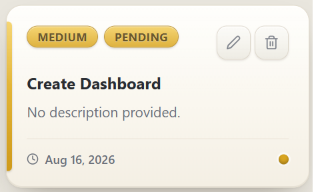 MEDIUM PENDING
Create Dashboard
No description provided.
Aug 16, 2026